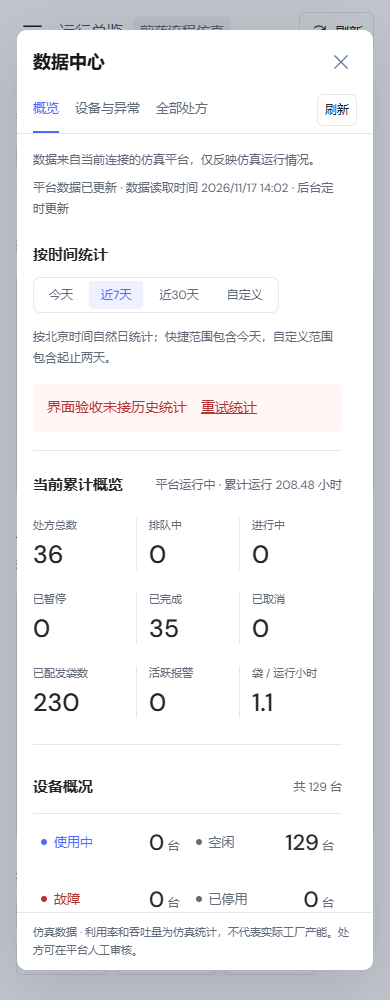 刷新
数据中心
概览 设备与异常 全部处方 刷新
数据来自当前连接的仿真平台，仅反映仿真运行情况。
平台数据已更新 · 数据读取时间 2026/11/17 14:02 · 后台定
时更新
按时间统计
今天 近7天 近30天 自定义
按北京时间自然日统计；快捷范围包含今天，自定义范围
包含起止两天。
界面验收未接历史统计 重试统计
当前累计概览 平台运行中 · 累计运行 208.48 小时
处方总数 排队中 进行中
36 0 0
已暂停 已完成 已取消
0 35 0
已配发袋数 活跃报警 袋 / 运行小时
230 0 1.1
设备概况 共 129 台
使用中 0 台 空闲 129 台
故障 0 台 已停用 0 台
仿真数据 · 利用率和吞吐量为仿真统计，不代表实际工厂产能。处
方可在平台人工审核。